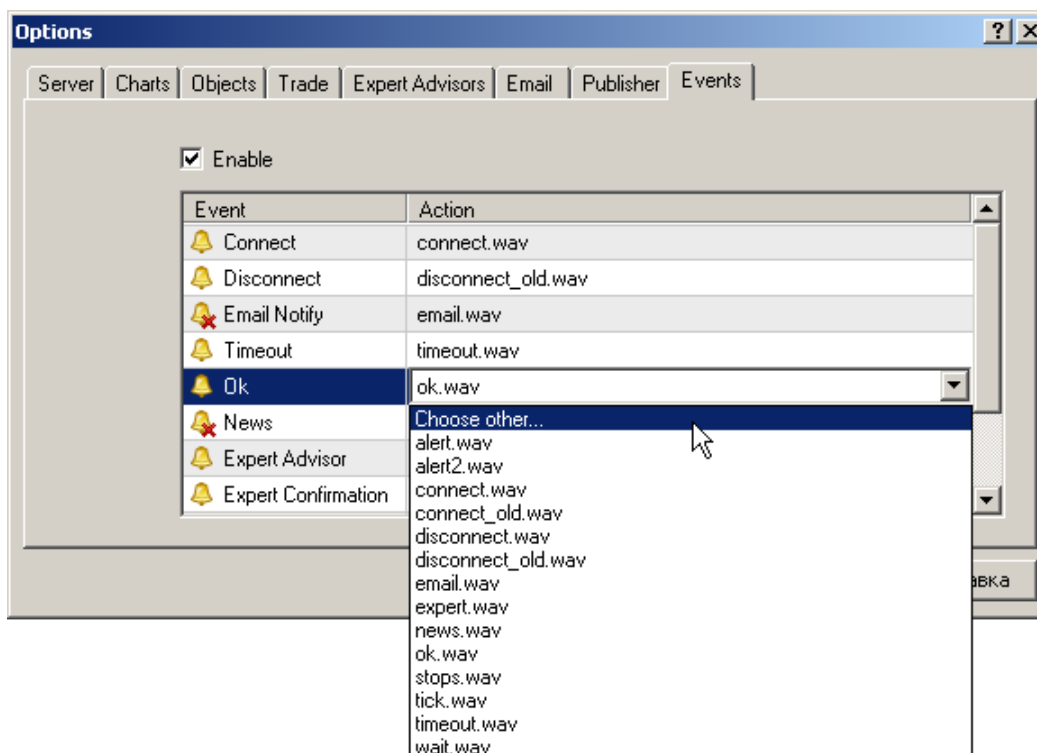 Options
Server Charts Objects Trade Expert Advisors Email Publisher Events
Enable
Event Action
Connect connect.wav
Disconnect disconnect_old.wav
Email Notify email.wav
Timeout timeout.wav
Ok ok.wav
News Choose other...
alert.wav
Expert Advisor alert2.wav
Expert Confirmation connect.wav
connect_old.wav
disconnect.wav
disconnect_old.wav
email.wav
expert.wav
news.wav
ok.wav
stops.wav
tick.wav
timeout.wav
wait.wav